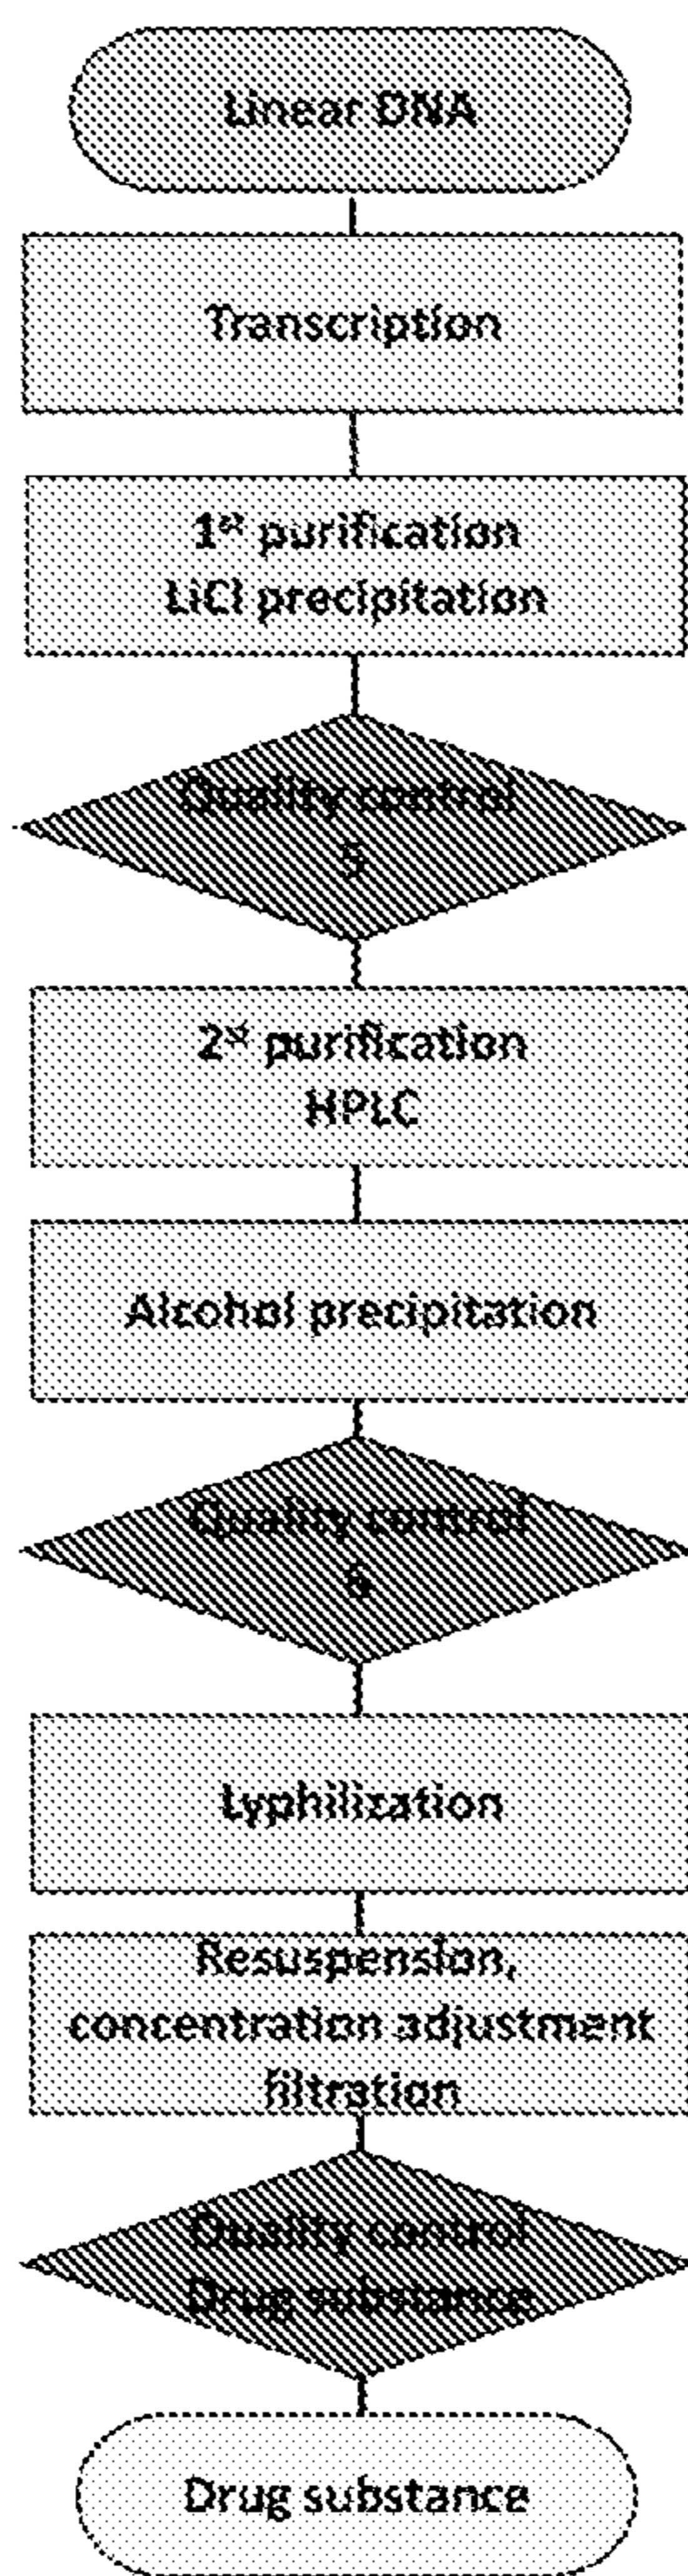 Linear DNA
Transcription
1st purification
LiCl precipitation
Quality control
5
2st purification
HPLC
Alcohol precipitation
Quality control
6
Lyphilization
Resuspension,
concentration adjustment
filtration
Quality control
Drug substance
Drug substance